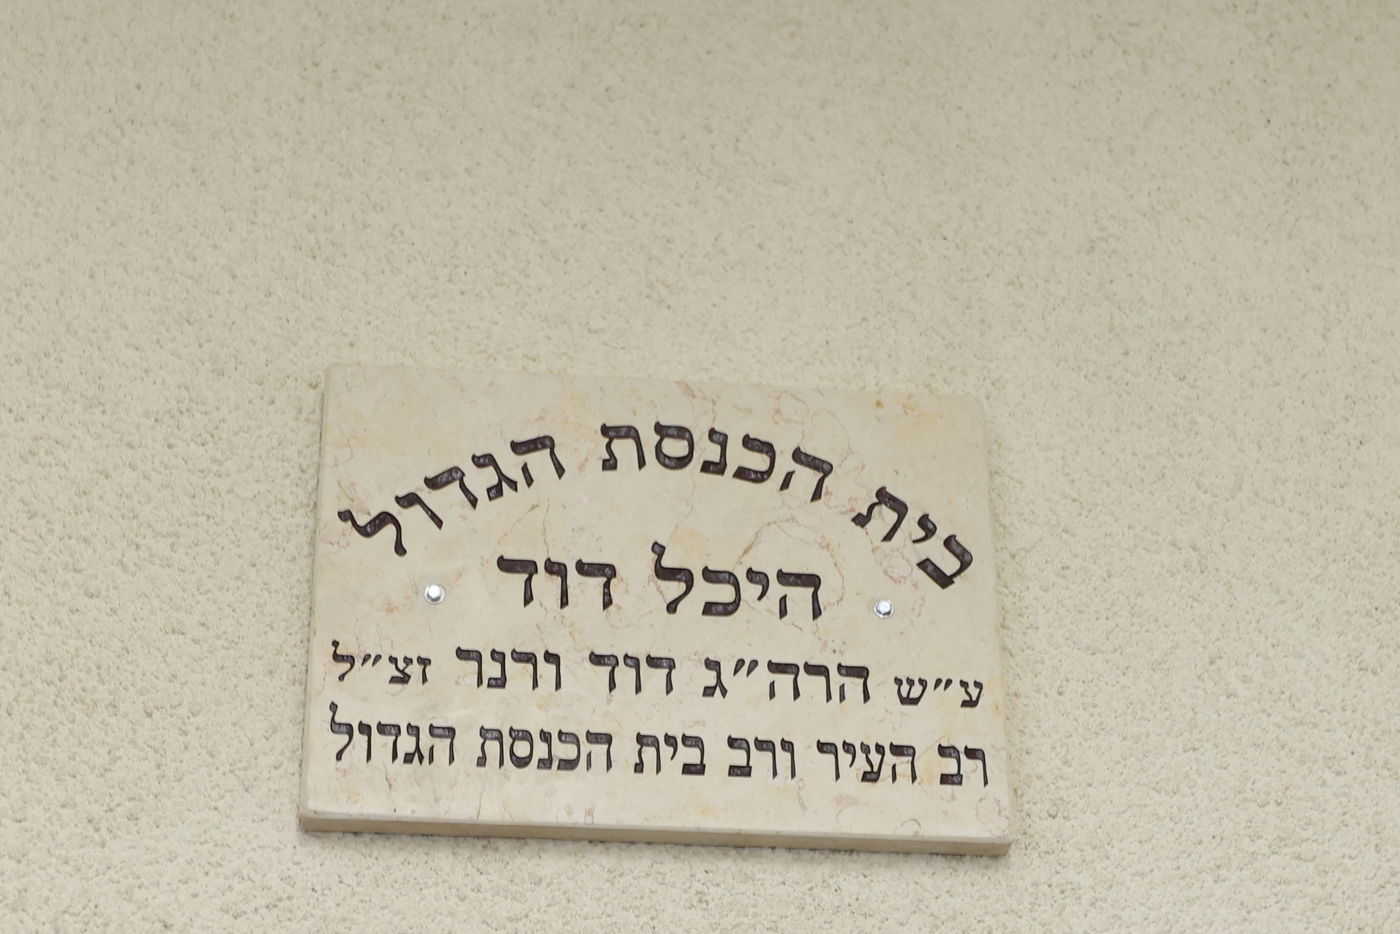 בית הכנסת הגדול
היכל דוד
ע״ש הרה״ג דוד ורנר זצ״ל
רב העיר ורב בית הכנסת הגדול